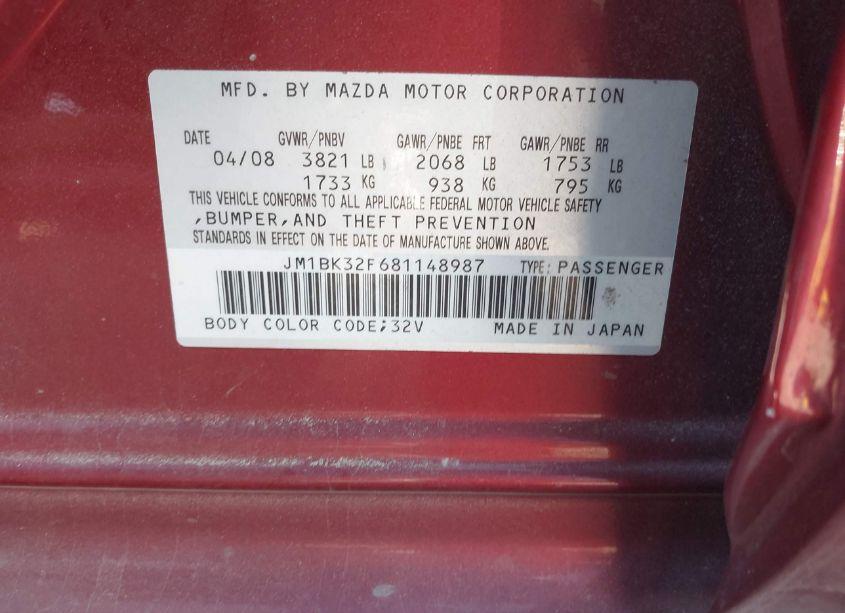 MFD. BY MAZDA MOTOR CORPORATION
DATE GVWR/PNBV GAWR/PNBE FRT GAWR/PNBE RR
04/08 3821 LB 2068 LB 1753 LB
1733 KG 938 KG 795 KG
THIS VEHICLE CONFORMS TO ALL APPLICABLE FEDERAL MOTOR VEHICLE SAFETY
,BUMPER,AND THEFT PREVENTION
STANDARDS IN EFFECT ON THE DATE OF MANUFACTURE SHOWN ABOVE.
JM1BK32F681148987 TYPE: PASSENGER
BODY COLOR CODE;32V MADE IN JAPAN